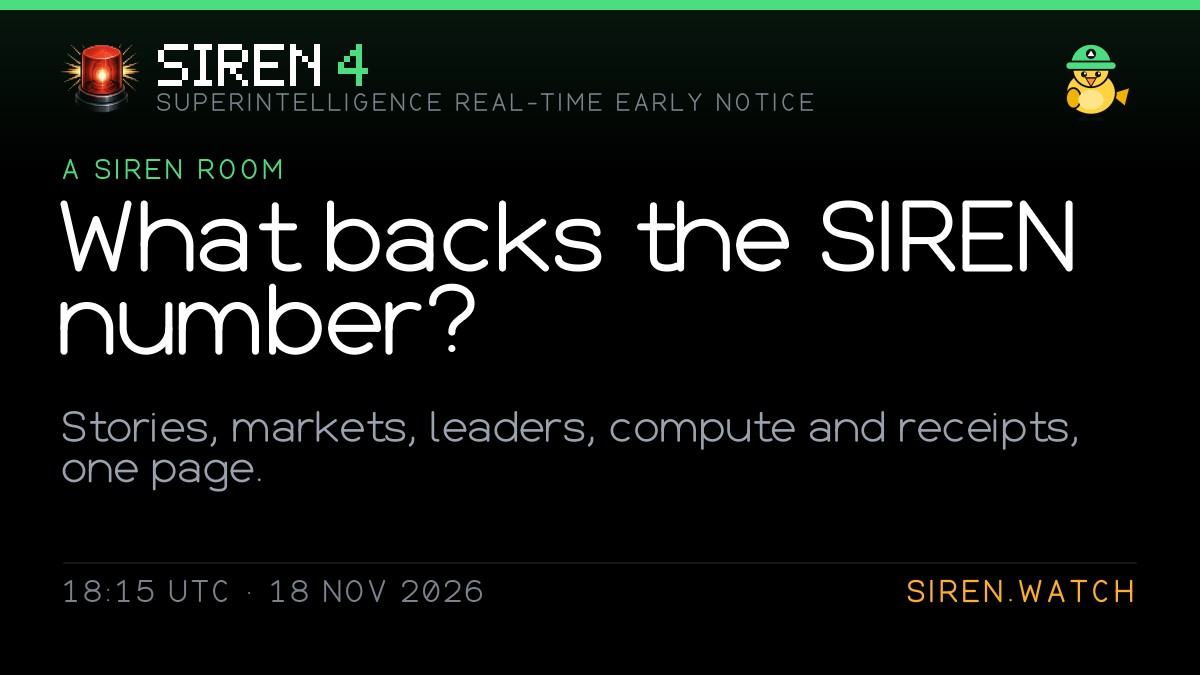 SIREN 4
SUPERINTELLIGENCE REAL-TIME EARLY NOTICE
A SIREN ROOM
What backs the SIREN
number?
Stories, markets, leaders, compute and receipts,
one page.
18:15 UTC · 18 NOV 2026
SIREN.WATCH